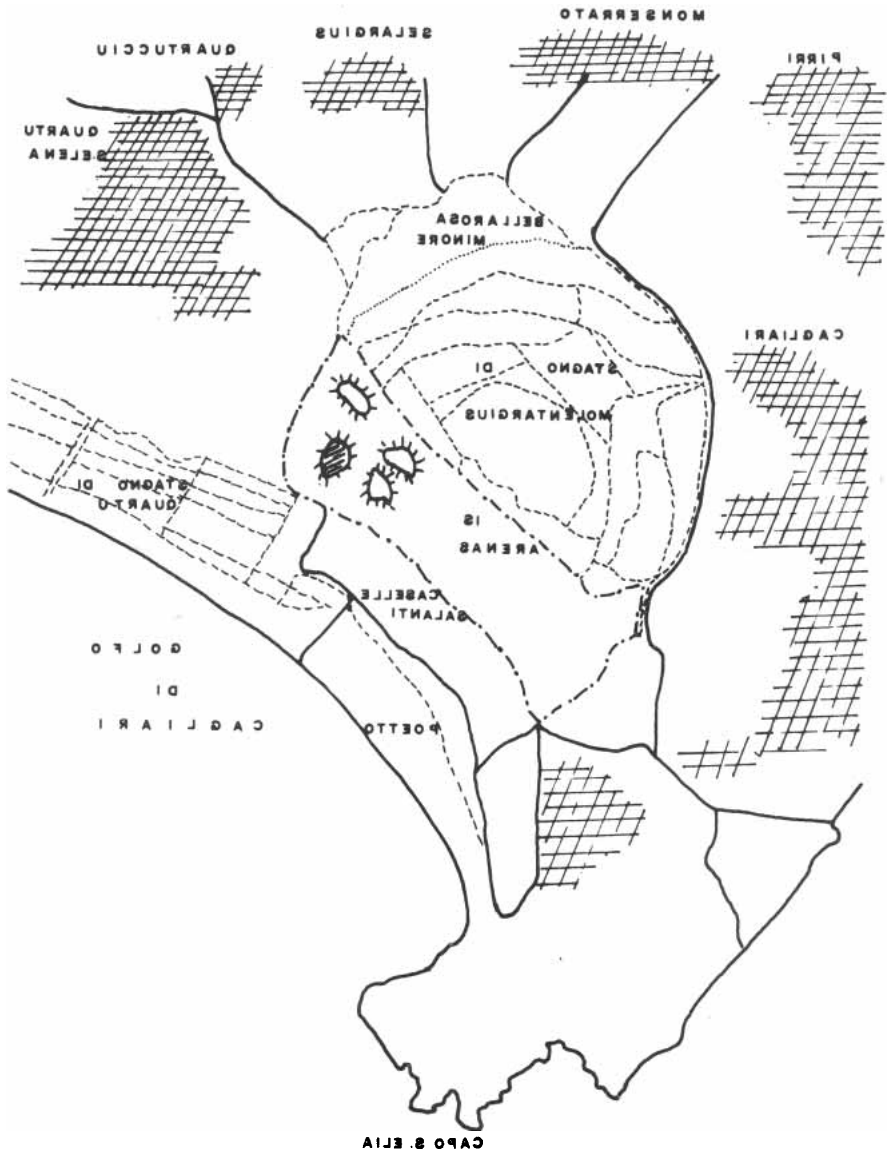 MONSERRATO
SELARGIUS
QUARTUCCIU
PIRRI
QUARTU
S.ELENA
BELLAROSA
MINORE
CAGLIARI
STAGNO DI
MOLENTARGIUS
STAGNO DI
QUARTU
IS
ARENAS
CASELLE
SALANTI
GOLFO
DI
CAGLIARI
POETTO
CAPO S. ELIA